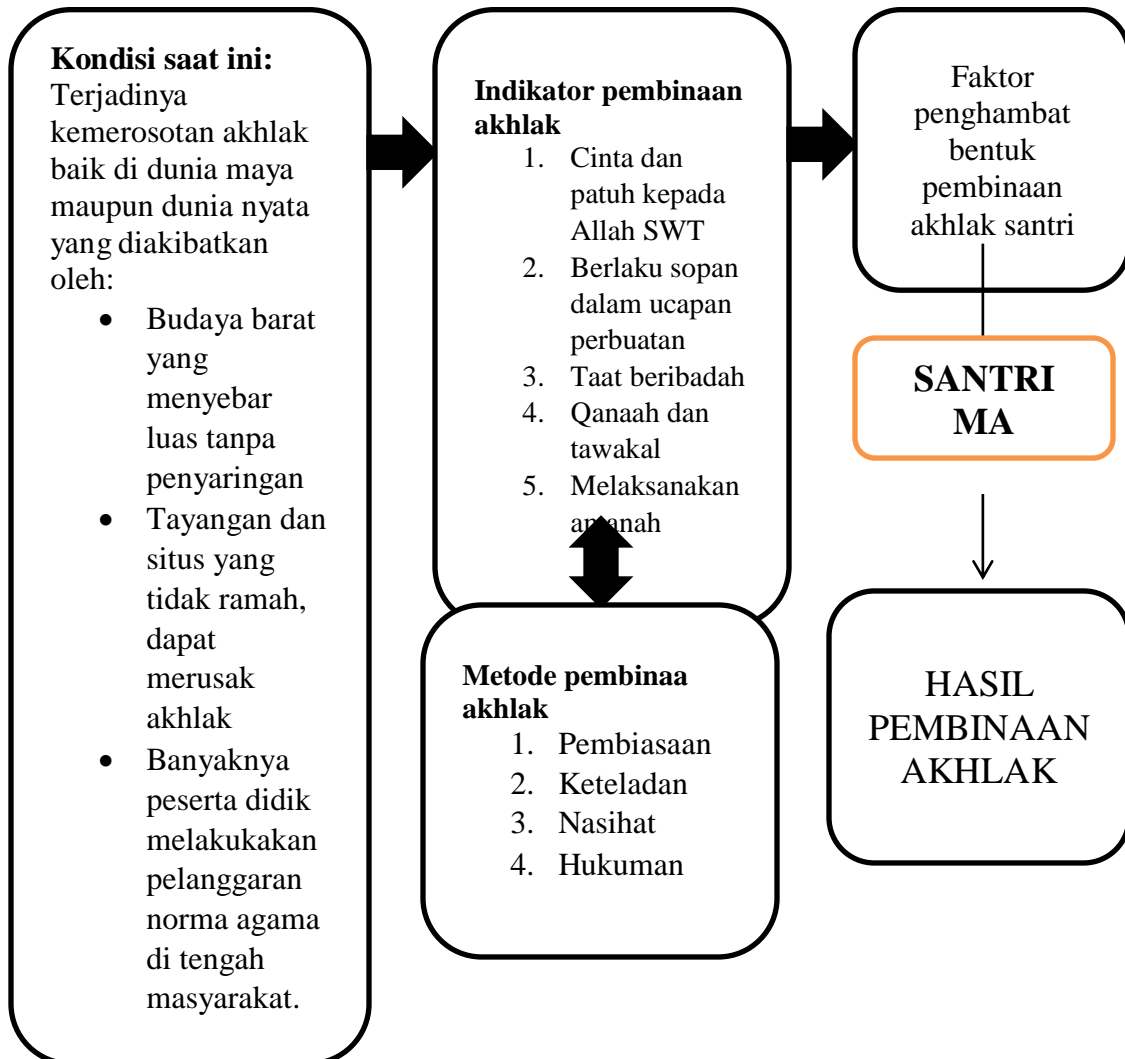 Kondisi saat ini:
Terjadinya
kemerosotan akhlak
baik di dunia maya
maupun dunia nyata
yang diakibatkan
oleh:
• Budaya barat
yang
menyebar
luas tanpa
penyaringan
• Tayangan dan
situs yang
tidak ramah,
dapat
merusak
akhlak
• Banyaknya
peserta didik
melakukakan
pelanggaran
norma agama
di tengah
masyarakat.
Indikator pembinaan
akhlak
1. Cinta dan
patuh kepada
Allah SWT
2. Berlaku sopan
dalam ucapan
perbuatan
3. Taat beribadah
4. Qanaah dan
tawakal
5. Melaksanakan
amanah
Metode pembinaa
akhlak
1. Pembiasaan
2. Keteladan
3. Nasihat
4. Hukuman
Faktor
penghambat
bentuk
pembinaan
akhlak santri
SANTRI
MA
HASIL
PEMBINAAN
AKHLAK